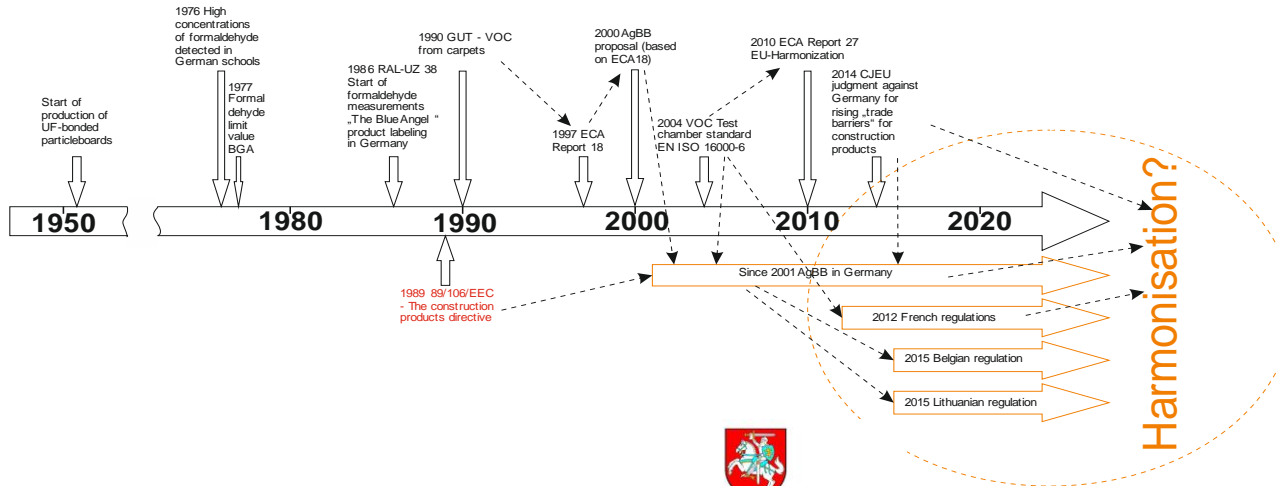 1976 High
concentrations
of formaldehyde
detected in
German schools
1990 GUT - VOC
from carpets
2000 AgBB
proposal (based
on ECA18)
2010 ECA Report 27
EU-Harmonization
1986 RAL-UZ 38
Start of
formaldehyde
measurements
„The Blue Angel “
product labeling
in Germany
2014 CJEU
judgment against
Germany for
rising „trade
barriers“ for
construction
products
1977
Formal
dehyde
limit
value
BGA
Start of
production of
UF-bonded
particleboards
1997 ECA
Report 18
2004 VOC Test
chamber standard
EN ISO 16000-6
1950
1980
1990
2000
2010
2020
1989 89/106/EEC
- The construction
products directive
Since 2001 AgBB in Germany
2012 French regulations
2015 Belgian regulation
2015 Lithuanian regulation
Harmonisation?